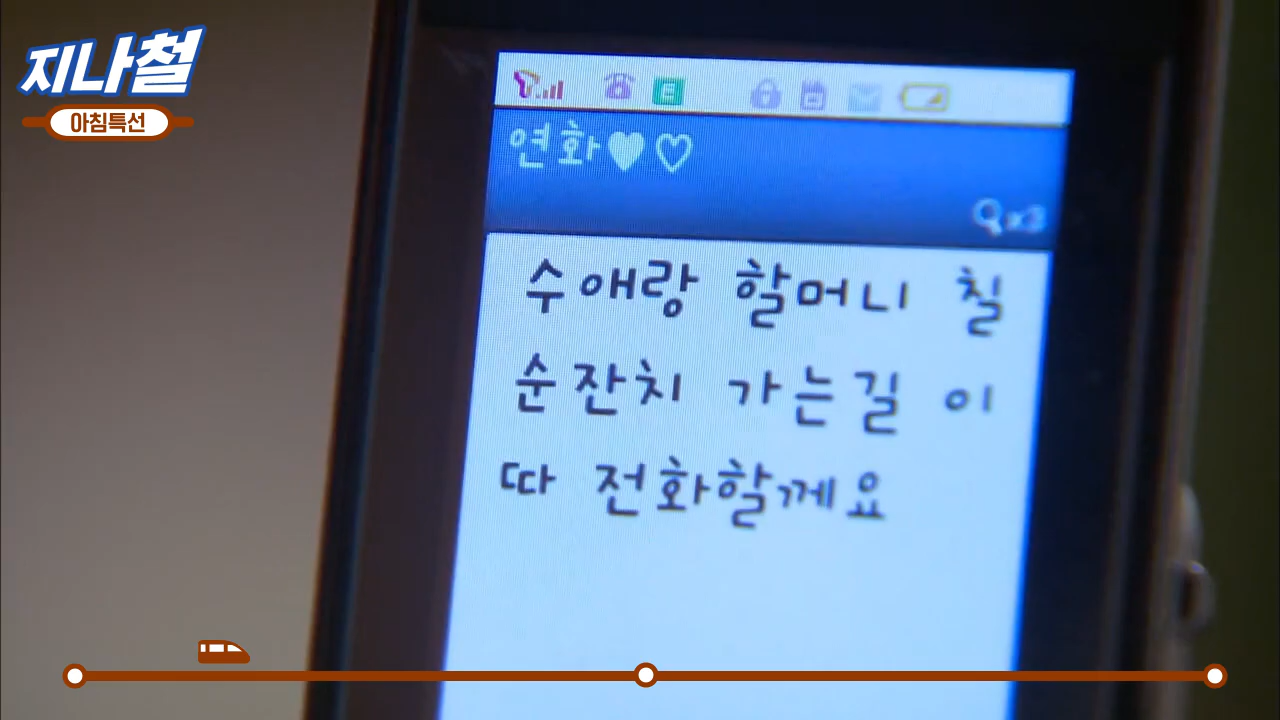 지나철
아침특선
연화♥♡
x3
수애랑 할머니 칠
순잔치 가는길 이
따 전화할께요